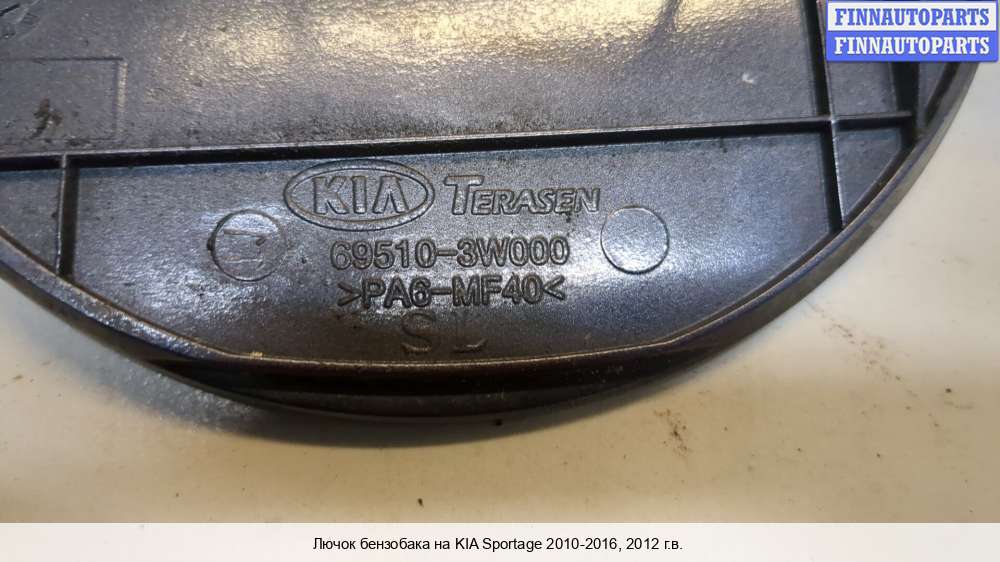 FINNAUTOPARTS
FINNAUTOPARTS
KIA TERASEN
69510-3W000
>PA6-MF40<
SL
Лючок бензобака на KIA Sportage 2010-2016, 2012 г.в.